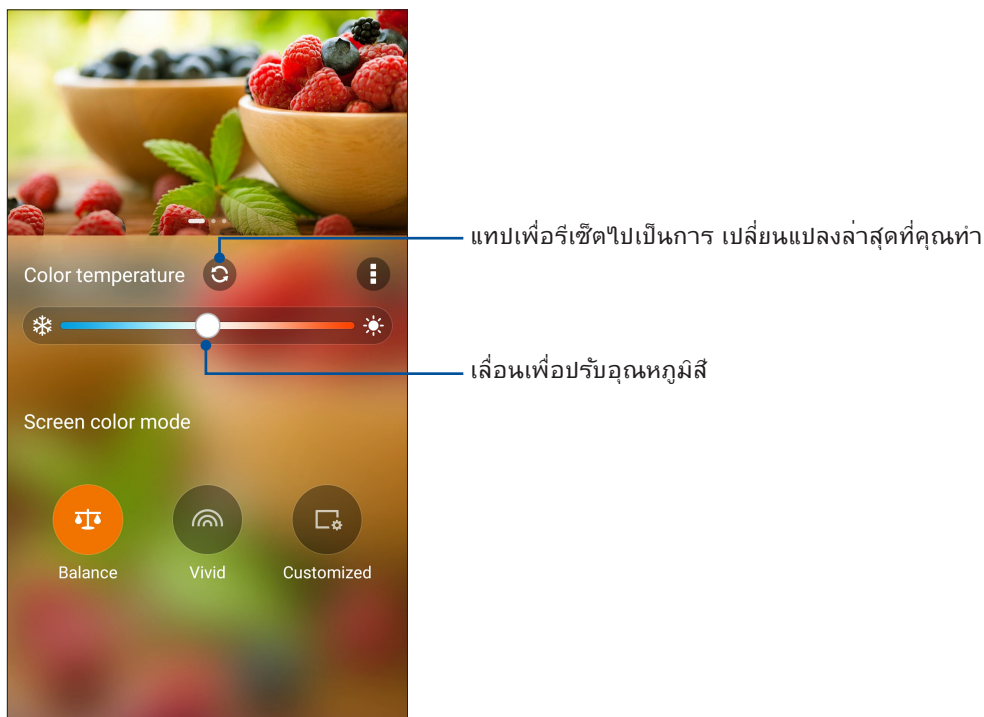 แทปเพื่อรีเซ็ตไปเป็นการ เปลี่ยนแปลงล่าสุดที่คุณทำ
Color temperature
เลื่อนเพื่อปรับอุณหภูมิสี
Screen color mode
Balance
Vivid
Customized